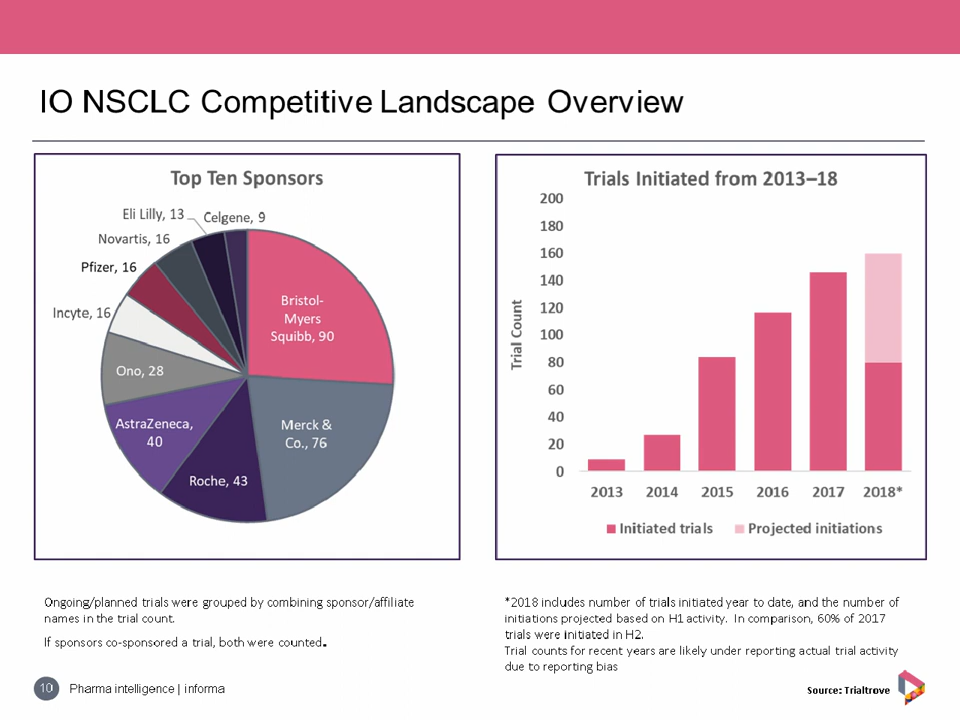 IO NSCLC Competitive Landscape Overview
Top Ten Sponsors
Eli Lilly, 13
Celgene, 9
Novartis, 16
Pfizer, 16
Incyte, 16
Ono, 28
AstraZeneca,
40
Roche, 43
Merck &
Co., 76
Bristol-
Myers
Squibb, 90
Trials Initiated from 2013–18
Trial Count
200
180
160
140
120
100
80
60
40
20
0
2013 2014 2015 2016 2017 2018*
Initiated trials Projected initiations
Ongoing/planned trials were grouped by combining sponsor/affiliate
names in the trial count.
If sponsors co-sponsored a trial, both were counted.
*2018 includes number of trials initiated year to date, and the number of
initiations projected based on H1 activity. In comparison, 60% of 2017
trials were initiated in H2.
Trial counts for recent years are likely under reporting actual trial activity
due to reporting bias
10 Pharma intelligence | informa
Source: Trialtrove